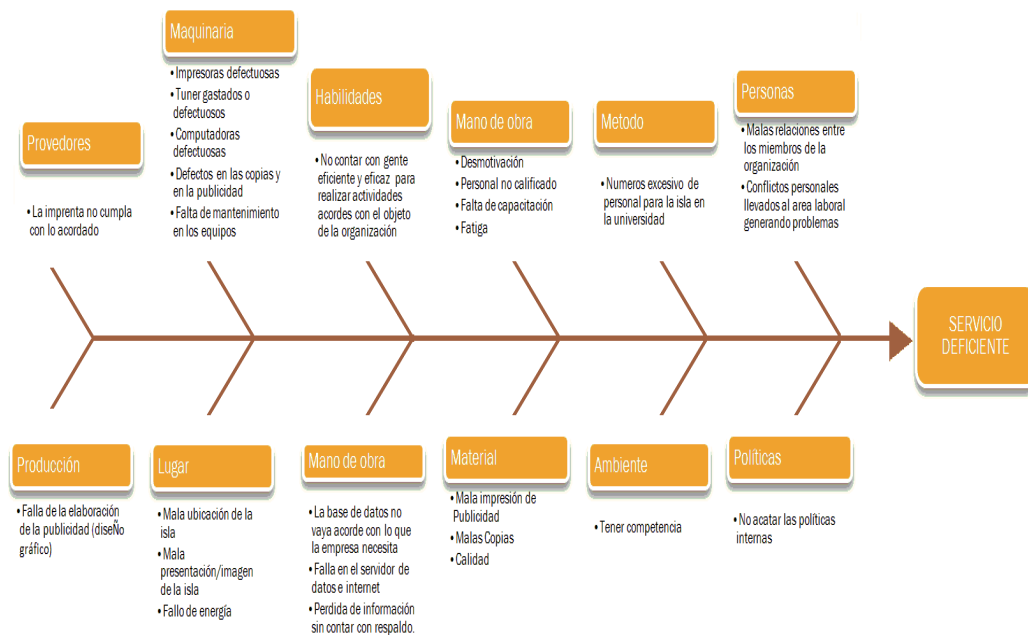 Provedores
• La imprenta no cumpla
con lo acordado
Maquinaria
• Impresoras defectuosas
• Tuner gastados o
defectuosos
• Computadoras
defectuosas
• Defectos en las copias y
en la publicidad
• Falta de mantenimiento
en los equipos
Habilidades
• No contar con gente
eficiente y eficaz para
realizar actividades
acordes con el objeto
de la organización
Mano de obra
• Desmotivación
• Personal no calificado
• Falta de capacitación
• Fatiga
Metodo
• Numeros excesivo de
personal para la isla en
la universidad
Personas
• Malas relaciones entre
los miembros de la
organización
• Conflictos personales
llevados al area laboral
generando problemas
SERVICIO
DEFICIENTE
Producción
• Falla de la elaboración
de la publicidad (diseÑo
gráfico)
Lugar
• Mala ubicación de la
isla
• Mala
presentación/imagen
de la isla
• Fallo de energía
Mano de obra
• La base de datos no
vaya acorde con lo que
la empresa necesita
• Falla en el servidor de
datos e internet
• Perdida de información
sin contar con respaldo.
Material
• Mala impresión de
Publicidad
• Malas Copias
• Calidad
Ambiente
• Tener competencia
Políticas
• No acatar las políticas
internas